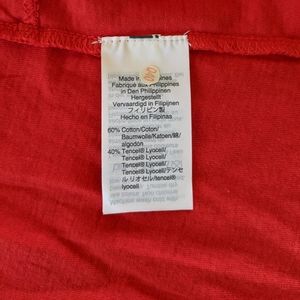 Made in Philippines
Fabriqué aux Philippines
in Den Philippinen
Hergestellt
Vervaardigd in Filipijnen
フィリピン製
Hecho en Filipinas
60% Cotton/Coton/
Baumwolle/Katoen/綿/
algodón
40% Tencel® Lyocell/
Tencel® Lyocell/
Tencel® Lyocell/
Tencel® Lyocell/テンセ
ル リオセル/tencel®
lyocell